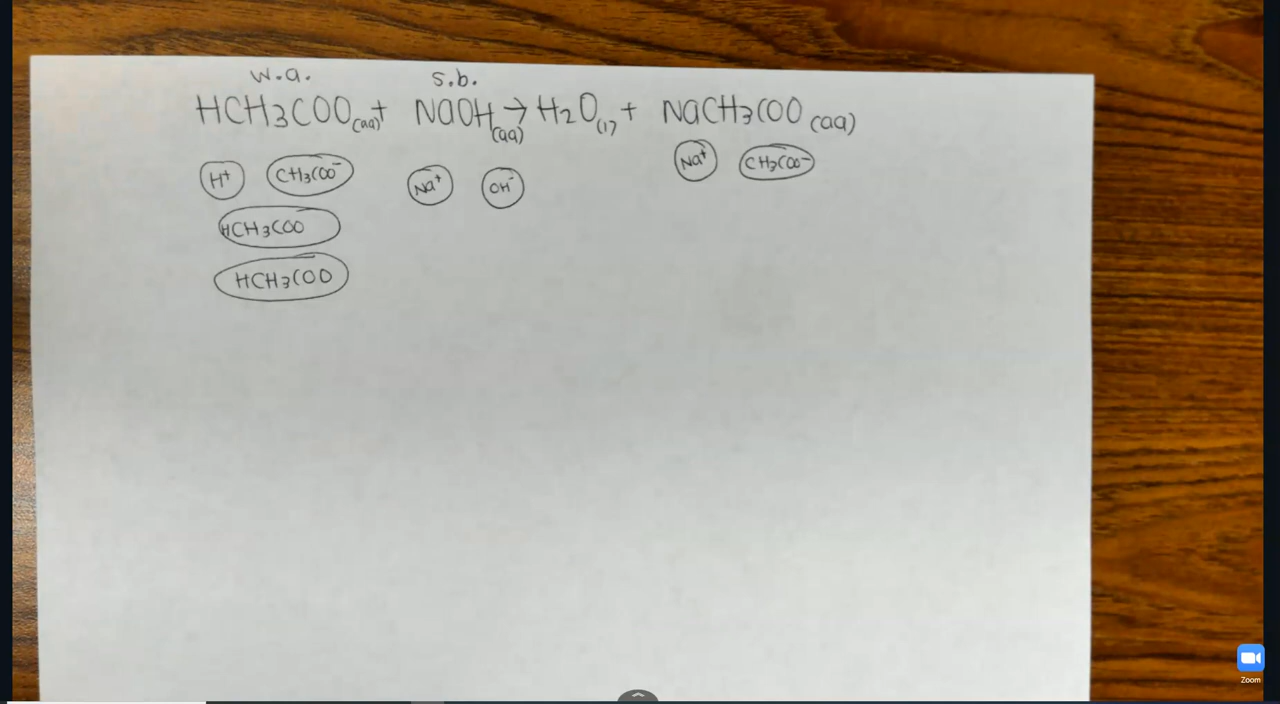 w.a. s.b.
HCH3COO(aq) + NaOH(aq) → H2O(l) + NaCH3COO(aq)
H+ CH3COO- Na+ OH- Na+ CH3COO-
HCH3COO
HCH3COO
Zoom